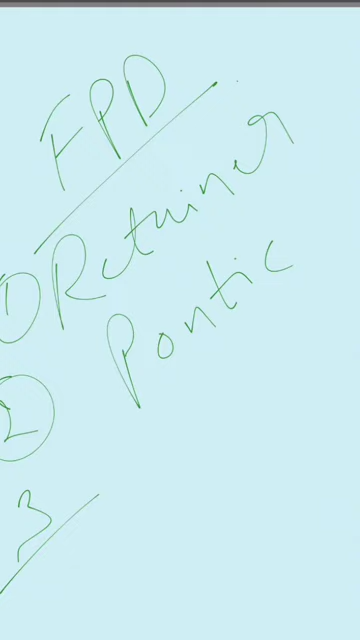 FPD
① Retainer
② Pontic
3